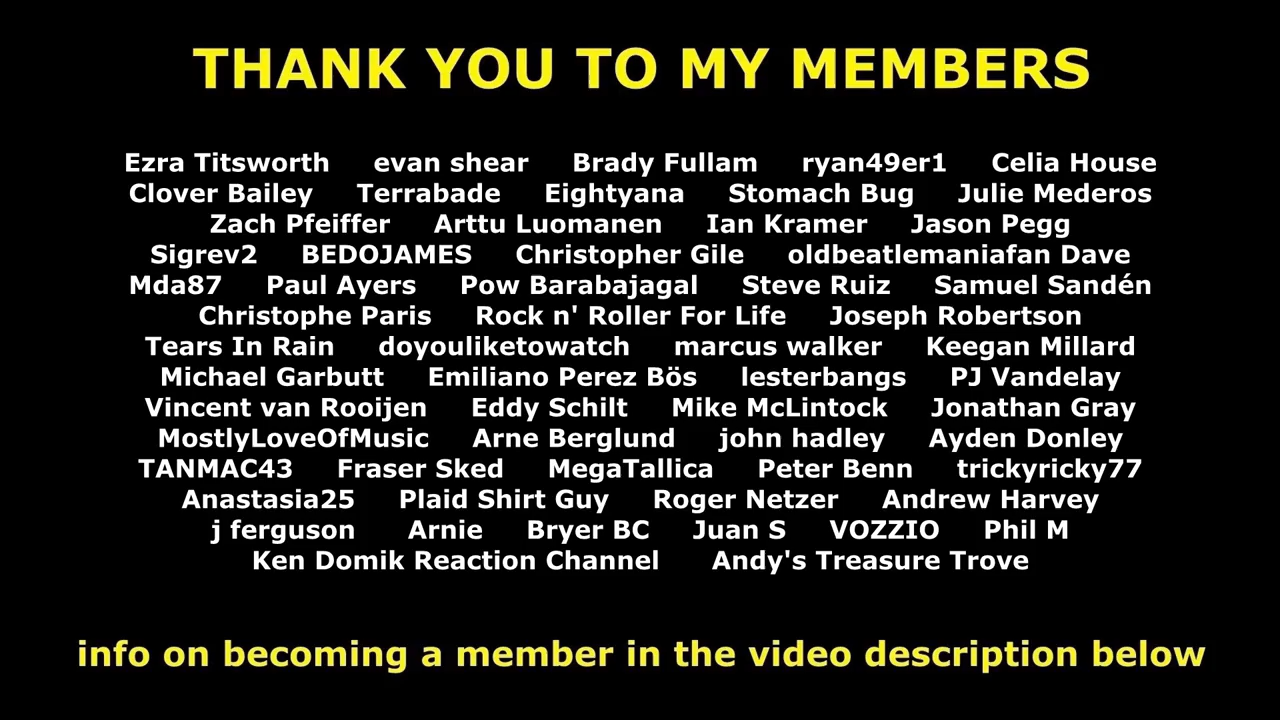 THANK YOU TO MY MEMBERS
Ezra Titsworth evan shear Brady Fullam ryan49er1 Celia House
Clover Bailey Terrabade Eightyana Stomach Bug Julie Mederos
Zach Pfeiffer Arttu Luomanen Ian Kramer Jason Pegg
Sigrev2 BEDOJAMES Christopher Gile oldbeatlemaniafan Dave
Mda87 Paul Ayers Pow Barabajagal Steve Ruiz Samuel Sandén
Christophe Paris Rock n' Roller For Life Joseph Robertson
Tears In Rain doyouliketowatch marcus walker Keegan Millard
Michael Garbutt Emiliano Perez Bös lesterbangs PJ Vandelay
Vincent van Rooijen Eddy Schilt Mike McLintock Jonathan Gray
MostlyLoveOfMusic Arne Berglund john hadley Ayden Donley
TANMAC43 Fraser Sked MegaTallica Peter Benn trickyricky77
Anastasia25 Plaid Shirt Guy Roger Netzer Andrew Harvey
j ferguson Arnie Bryer BC Juan S VOZZIO Phil M
Ken Domik Reaction Channel Andy's Treasure Trove
info on becoming a member in the video description below